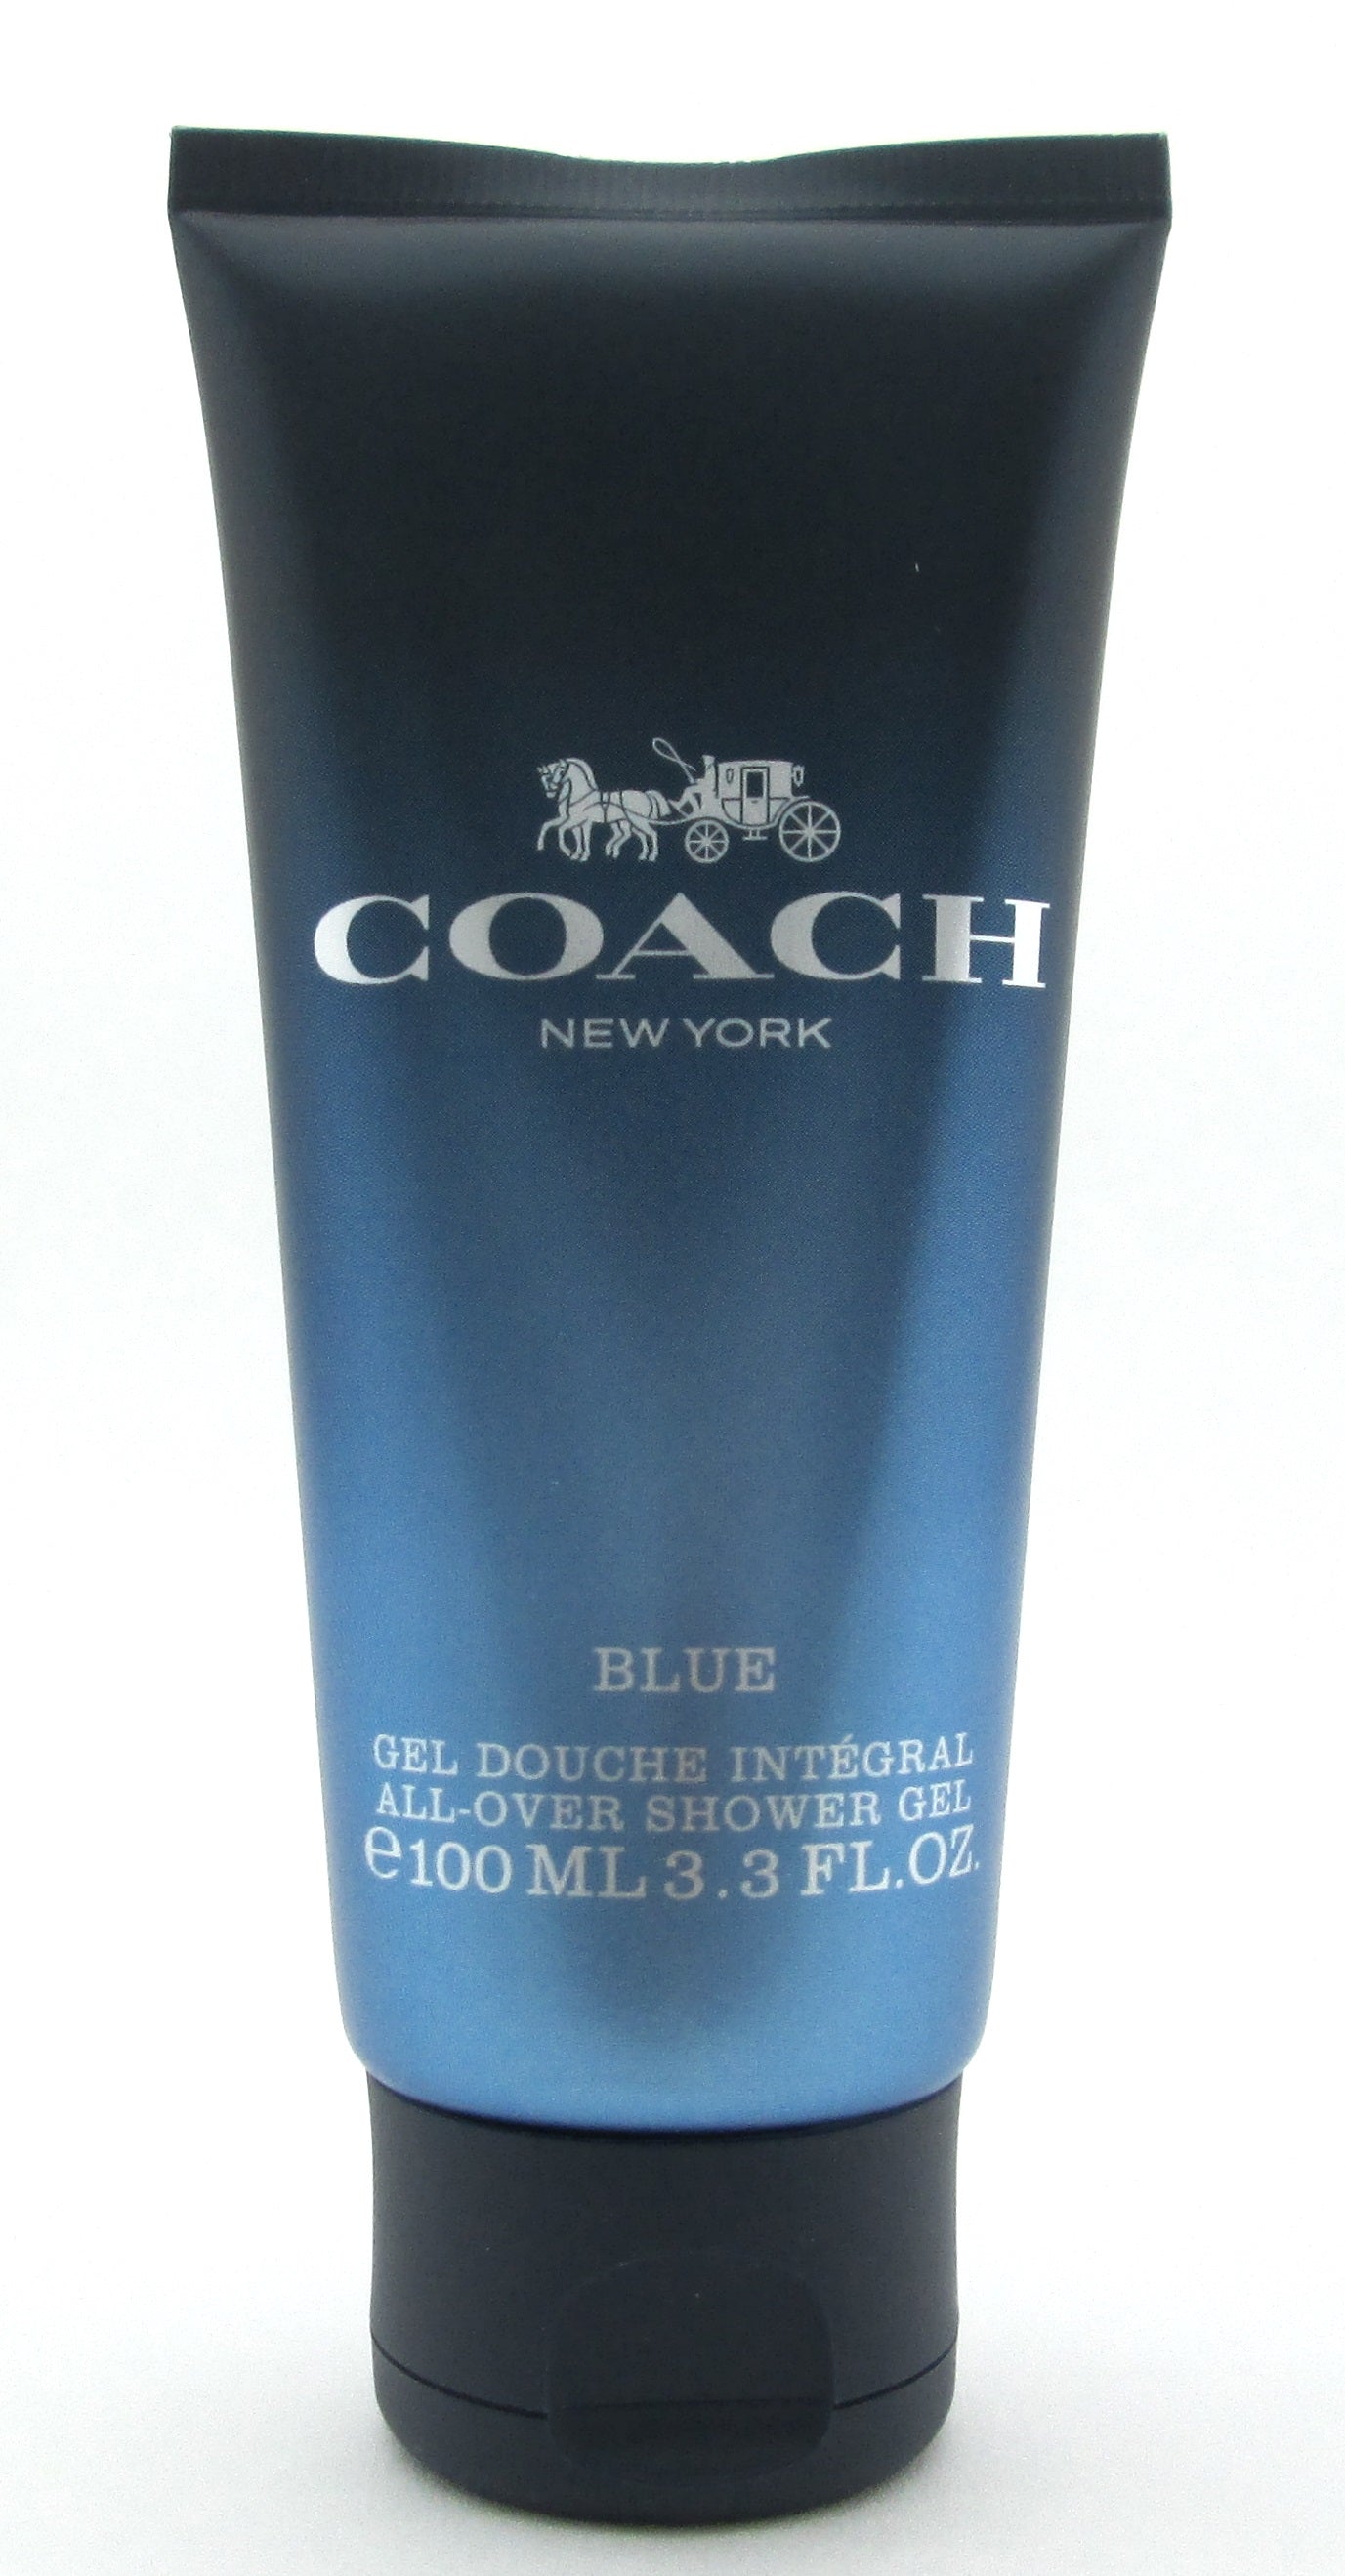 COACH
NEW YORK
BLUE
GEL DOUCHE INTÉGRAL
ALL-OVER SHOWER GEL
℮100 ML 3.3 FL.OZ.